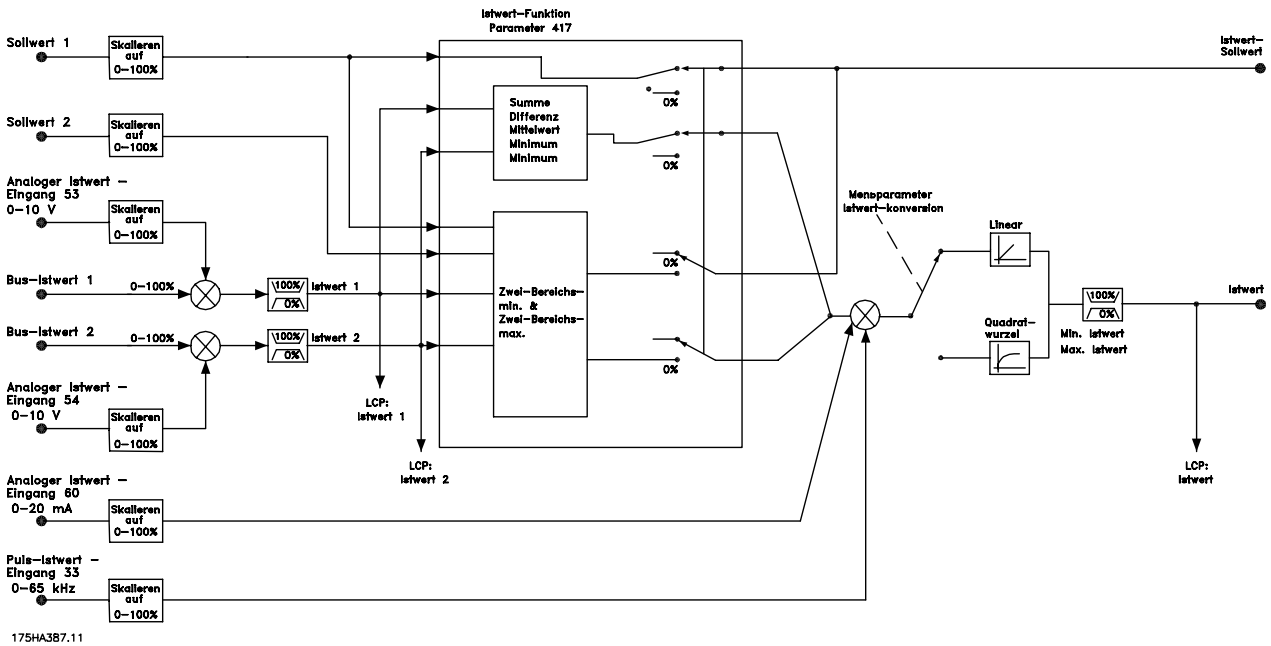 Istwert-Funktion
Parameter 417
Sollwert 1
Skalieren
auf
0-100%
Istwert-
Sollwert
0%
Summe
Differenz
Mittelwert
Minimum
Minimum
Sollwert 2
Skalieren
auf
0-100%
0%
Analoger Istwert -
Eingang 53
0-10 V
Skalieren
auf
0-100%
Mensparameter
Istwert-konversion
Linear
0%
Bus-Istwert 1
0-100%
100%
0%
Istwert 1
Zwei-Bereichs-
min. &
Zwei-Bereichs-
max.
100%
0%
Istwert
Bus-Istwert 2
0-100%
100%
0%
Istwert 2
Quadrat-
wurzel
Min. Istwert
Max. Istwert
0%
Analoger Istwert -
Eingang 54
0-10 V
Skalieren
auf
0-100%
LCP:
Istwert 1
LCP:
Istwert 2
LCP:
Istwert
Analoger Istwert -
Eingang 60
0-20 mA
Skalieren
auf
0-100%
Puls-Istwert -
Eingang 33
0-65 kHz
Skalieren
auf
0-100%
175HA387.11